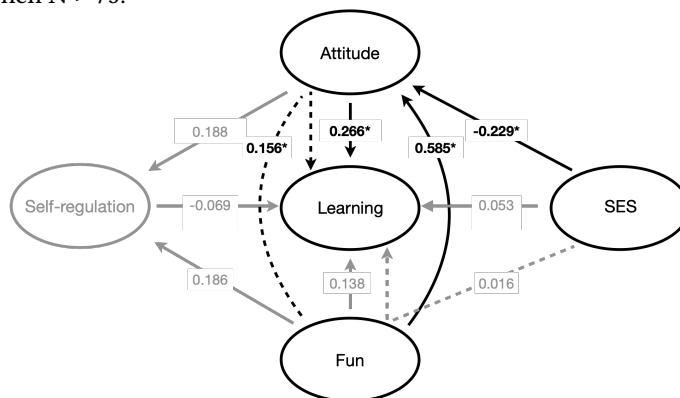 Attitude
0.188
0.156*
0.266*
0.585*
-0.229*
Self-regulation
-0.069
Learning
0.053
SES
0.186
0.138
0.016
Fun